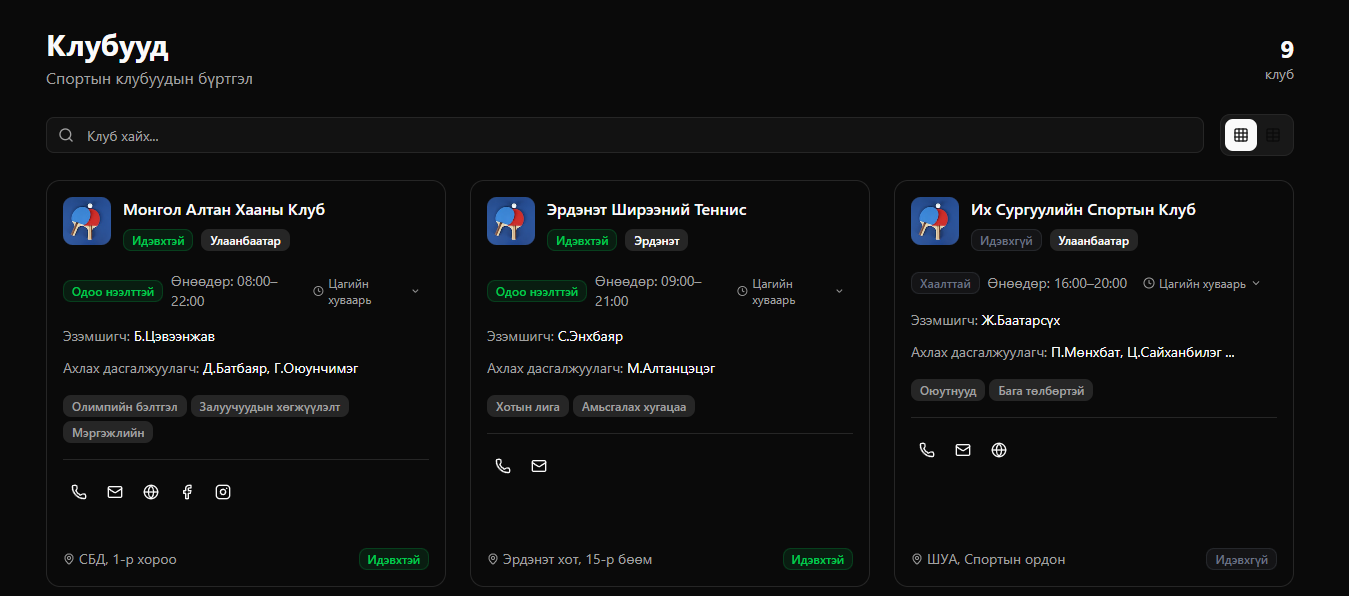 Клубууд
Спортын клубуудын бүртгэл
9
клуб
Клуб хайх...
Монгол Алтан Хааны Клуб
Идэвхтэй
Улаанбаатар
Одоо нээлттэй
Өнөөдөр: 08:00–
22:00
Цагийн
хуваарь
Эзэмшигч: Б.Цэвээнжав
Ахлах дасгалжуулагч: Д.Батбаяр, Г.Оюунчимэг
Олимпийн бэлтгэл
Залуучуудын хөгжүүлэлт
Мэргэжлийн
СБД, 1-р хороо
Идэвхтэй
Эрдэнэт Ширээний Теннис
Идэвхтэй
Эрдэнэт
Одоо нээлттэй
Өнөөдөр: 09:00–
21:00
Цагийн
хуваарь
Эзэмшигч: С.Энхбаяр
Ахлах дасгалжуулагч: М.Алтанцэцэг
Хотын лига
Амьсгалах хугацаа
Эрдэнэт хот, 15-р бөөм
Идэвхтэй
Их Сургуулийн Спортын Клуб
Идэвхгүй
Улаанбаатар
Хаалттай
Өнөөдөр: 16:00–20:00
Цагийн хуваарь
Эзэмшигч: Ж.Баатарсүх
Ахлах дасгалжуулагч: П.Мөнхбат, Ц.Сайханбилэг ...
Оюутнууд
Бага төлбөртэй
ШУА, Спортын ордон
Идэвхгүй